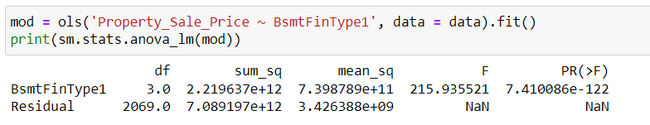 mod = ols('Property_Sale_Price ~ BsmtFinType1', data = data).fit()
print(sm.stats.anova_lm(mod))
df sum_sq mean_sq F PR(>F)
BsmtFinType1 3.0 2.219637e+12 7.398789e+11 215.935521 7.410086e-122
Residual 2069.0 7.089197e+12 3.426388e+09 NaN NaN